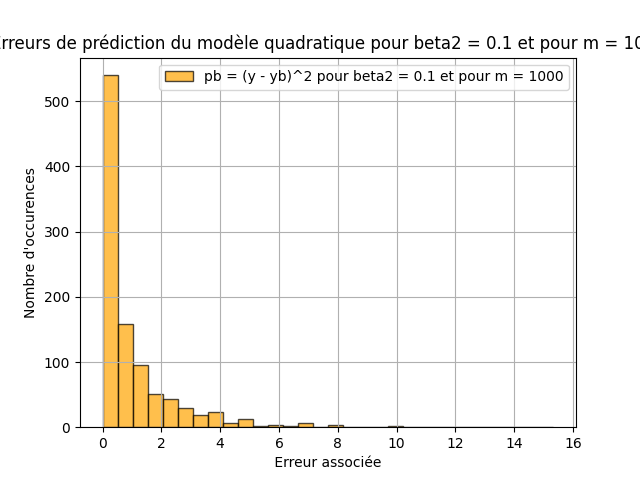 rreurs de prédiction du modèle quadratique pour beta2 = 0.1 et pour m = 10
pb = (y - yb)^2 pour beta2 = 0.1 et pour m = 1000
Nombre d'occurences
500
400
300
200
100
0
0 2 4 6 8 10 12 14 16
Erreur associée